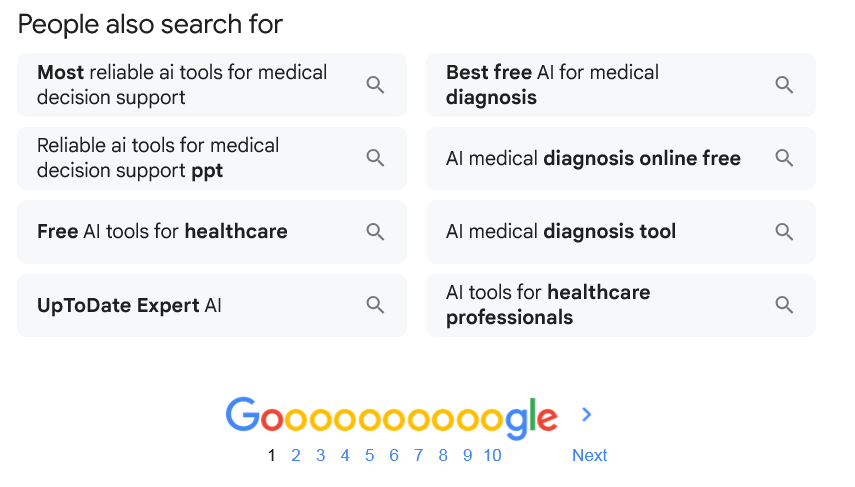 People also search for
Most reliable ai tools for medical
decision support
Best free AI for medical
diagnosis
Reliable ai tools for medical
decision support ppt
AI medical diagnosis online free
Free AI tools for healthcare
AI medical diagnosis tool
UpToDate Expert AI
AI tools for healthcare
professionals
Goooooooooogle
1 2 3 4 5 6 7 8 9 10 Next